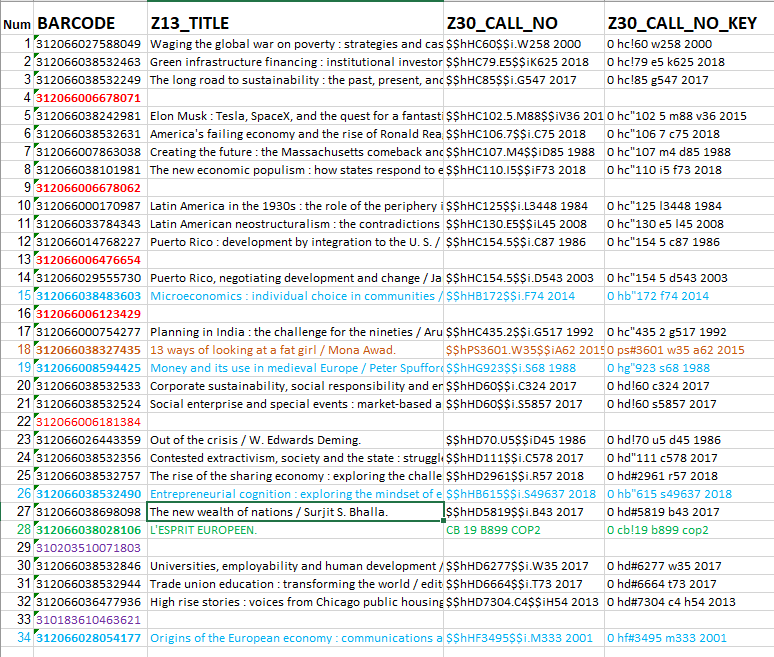 Num BARCODE Z13_TITLE Z30_CALL_NO Z30_CALL_NO_KEY
1 312066027588049 Waging the global war on poverty : strategies and cas $$hHC60$$i.W258 2000 0 hc!60 w258 2000
2 312066038532463 Green infrastructure financing : institutional investor $$hHC79.E5$$iK625 2018 0 hc!79 e5 k625 2018
3 312066038532249 The long road to sustainability : the past, present, and $$hHC85$$i.G547 2017 0 hc!85 g547 2017
4 312066006678071
5 312066038242981 Elon Musk : Tesla, SpaceX, and the quest for a fantasti $$hHC102.5.M88$$iV36 201 0 hc"102 5 m88 v36 2015
6 312066038532631 America's failing economy and the rise of Ronald Rea $$hHC106.7$$i.C75 2018 0 hc"106 7 c75 2018
7 312066007863038 Creating the future : the Massachusetts comeback and $$hHC107.M4$$iD85 1988 0 hc"107 m4 d85 1988
8 312066038101981 The new economic populism : how states respond to e $$hHC110.I5$$iF73 2018 0 hc"110 i5 f73 2018
9 312066006678062
10 312066000170987 Latin America in the 1930s : the role of the periphery i $$hHC125$$i.L3448 1984 0 hc"125 l3448 1984
11 312066033784343 Latin American neostructuralism : the contradictions $$hHC130.E5$$iL45 2008 0 hc"130 e5 l45 2008
12 312066014768227 Puerto Rico : development by integration to the U. S. / $$hHC154.5$$i.C87 1986 0 hc"154 5 c87 1986
13 312066006476654
14 312066029555730 Puerto Rico, negotiating development and change / Ja $$hHC154.5$$i.D543 2003 0 hc"154 5 d543 2003
15 312066038483603 Microeconomics : individual choice in communities / $$hHB172$$i.F74 2014 0 hb"172 f74 2014
16 312066006123429
17 312066000754277 Planning in India : the challenge for the nineties / Aru $$hHC435.2$$i.G517 1992 0 hc"435 2 g517 1992
18 312066038327435 13 ways of looking at a fat girl / Mona Awad. $$hPS3601.W35$$iA62 2015 0 ps#3601 w35 a62 2015
19 312066008594425 Money and its use in medieval Europe / Peter Spufford $$hHG923$$i.S68 1988 0 hg"923 s68 1988
20 312066038532533 Corporate sustainability, social responsibility and en $$hHD60$$i.C324 2017 0 hd!60 c324 2017
21 312066038532524 Social enterprise and special events : market-based a $$hHD60$$i.S5857 2017 0 hd!60 s5857 2017
22 312066006181384
23 312066026443359 Out of the crisis / W. Edwards Deming. $$hHD70.U5$$iD45 1986 0 hd!70 u5 d45 1986
24 312066038532356 Contested extractivism, society and the state : struggl $$hHD111$$i.C578 2017 0 hd"111 c578 2017
25 312066038532757 The rise of the sharing economy : exploring the challe $$hHD2961$$i.R57 2018 0 hd#2961 r57 2018
26 312066038532490 Entrepreneurial cognition : exploring the mindset of e $$hHB615$$i.S49637 2018 0 hb"615 s49637 2018
27 312066038698098 The new wealth of nations / Surjit S. Bhalla. $$hHD5819$$i.B43 2017 0 hd#5819 b43 2017
28 312066038028106 L'ESPRIT EUROPEEN. CB 19 B899 COP2 0 cb!19 b899 cop2
29 310203510071803
30 312066038532846 Universities, employability and human development / $$hHD6277$$i.W35 2017 0 hd#6277 w35 2017
31 312066038532944 Trade union education : transforming the world / edit $$hHD6664$$i.T73 2017 0 hd#6664 t73 2017
32 312066036477936 High rise stories : voices from Chicago public housing $$hHD7304.C4$$iH54 2013 0 hd#7304 c4 h54 2013
33 310183610463621
34 312066028054177 Origins of the European economy : communications a $$hHF3495$$i.M333 2001 0 hf#3495 m333 2001